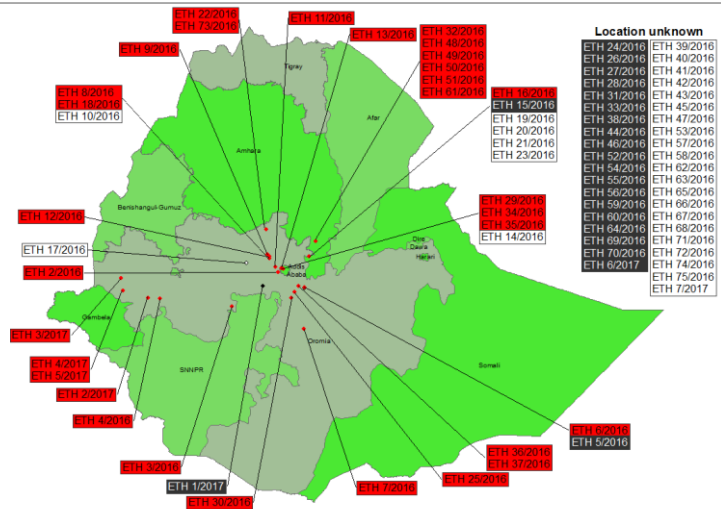 ETH 22/2016
ETH 73/2016
ETH 11/2016
ETH 13/2016
ETH 9/2016
ETH 32/2016
ETH 48/2016
ETH 49/2016
ETH 50/2016
ETH 51/2016
ETH 61/2016
ETH 8/2016
ETH 18/2016
ETH 10/2016
ETH 16/2016
ETH 15/2016
ETH 19/2016
ETH 20/2016
ETH 21/2016
ETH 23/2016
Tigray
Afar
Amhara
Benishangul-Gumuz
ETH 12/2016
ETH 17/2016
ETH 2/2016
ETH 29/2016
ETH 34/2016
ETH 35/2016
ETH 14/2016
Dire
Dawa
Harari
Addis
Ababa
Gambela
ETH 3/2017
ETH 4/2017
ETH 5/2017
ETH 2/2017
ETH 4/2016
SNNPR
Oromia
Somali
ETH 3/2016
ETH 1/2017
ETH 30/2016
ETH 7/2016
ETH 25/2016
ETH 36/2016
ETH 37/2016
ETH 6/2016
ETH 5/2016
Location unknown
ETH 24/2016
ETH 26/2016
ETH 27/2016
ETH 28/2016
ETH 31/2016
ETH 33/2016
ETH 38/2016
ETH 44/2016
ETH 46/2016
ETH 52/2016
ETH 54/2016
ETH 55/2016
ETH 56/2016
ETH 59/2016
ETH 60/2016
ETH 64/2016
ETH 69/2016
ETH 70/2016
ETH 6/2017
ETH 39/2016
ETH 40/2016
ETH 41/2016
ETH 42/2016
ETH 43/2016
ETH 45/2016
ETH 47/2016
ETH 53/2016
ETH 57/2016
ETH 58/2016
ETH 62/2016
ETH 63/2016
ETH 65/2016
ETH 66/2016
ETH 67/2016
ETH 68/2016
ETH 71/2016
ETH 72/2016
ETH 74/2016
ETH 75/2016
ETH 7/2017